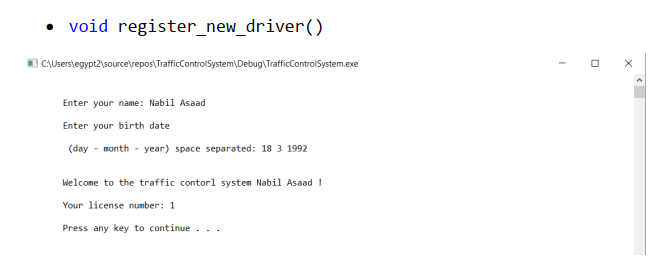 • void register_new_driver()
C:\Users\egypt2\source\repos\TrafficControlSystem\Debug\TrafficControlSystem.exe
Enter your name: Nabil Asaad
Enter your birth date
(day - month - year) space separated: 18 3 1992
Welcome to the traffic contorl system Nabil Asaad !
Your license number: 1
Press any key to continue . . .